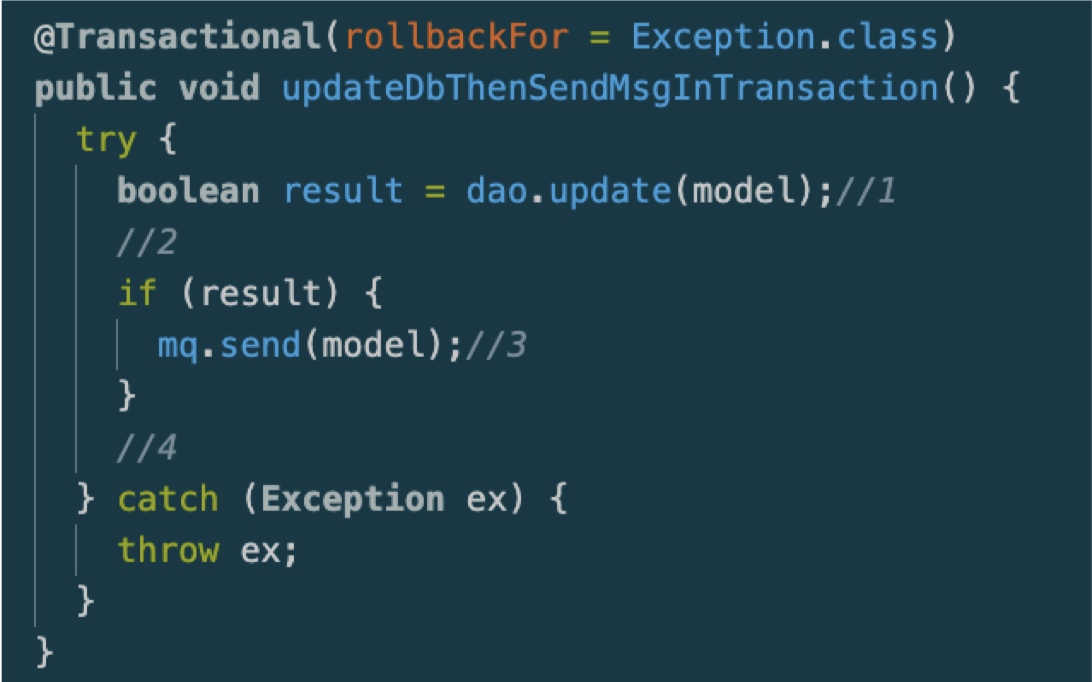 @Transactional(rollbackFor = Exception.class)
public void updateDbThenSendMsgInTransaction() {
try {
boolean result = dao.update(model);//1
//2
if (result) {
mq.send(model);//3
}
//4
} catch (Exception ex) {
throw ex;
}
}